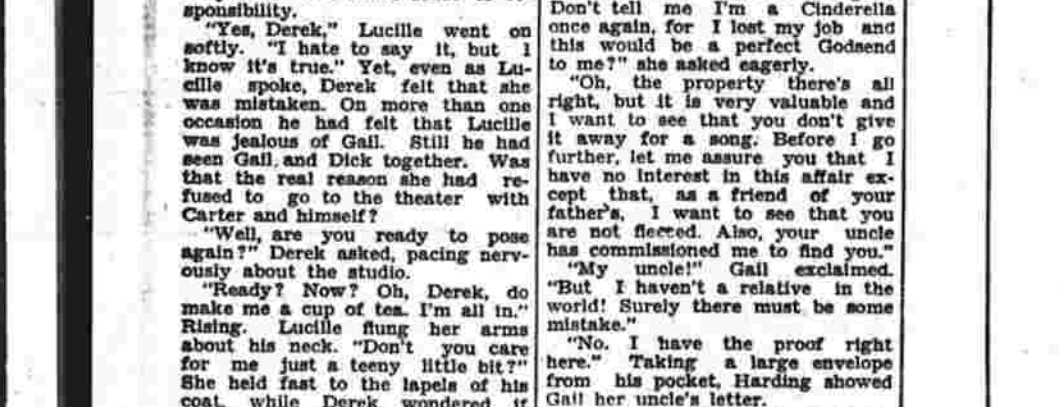 sponsibility.
"Yes, Derek," Lucille went on
softly. "I hate to say it, but I
know it's true." Yet, even as Lu-
cille spoke, Derek felt that she
was mistaken. On more than one
occasion he had felt that Lucille
was jealous of Gail. Still he had
seen Gail, and Dick together. Was
that the real reason she had re-
fused to go to the theater with
Carter and himself?
"Well, are you ready to pose
again?" Derek asked, pacing nerv-
ously about the studio.
"Ready? Now? Oh, Derek, do
make me a cup of tea. I'm all in."
Rising. Lucille flung her arms
about his neck. "Don't you care
for me just a teeny little bit?"
She held fast to the lapels of his
coat, while Derek wondered if
Don't tell me I'm a Cinderella
once again, for I lost my job and
this would be a perfect Godsend
to me?" she asked eagerly.
"Oh, the property there's all
right, but it is very valuable and
I want to see that you don't give
it away for a song. Before I go
further, let me assure you that I
have no interest in this affair ex-
cept that, as a friend of your
father's, I want to see that you
are not fleeced. Also, your uncle
has commissioned me to find you."
"My uncle!" Gail exclaimed.
"But I haven't a relative in the
world! Surely there must be some
mistake."
"No. I have the proof right
here." Taking a large envelope
from his pocket, Harding showed
Gail her uncle's letter.